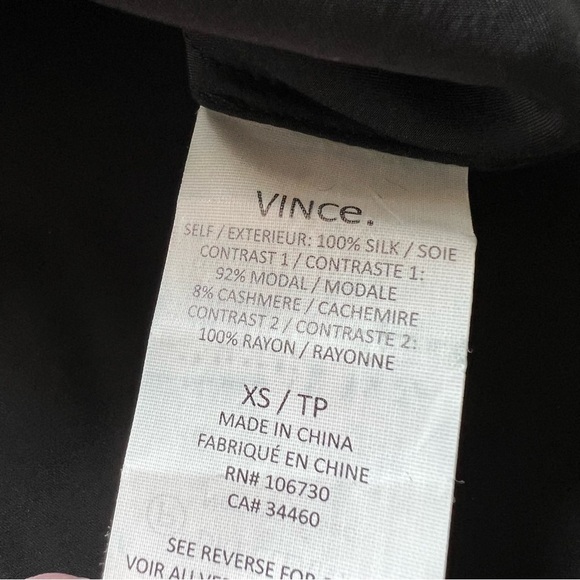 VINCe.
SELF / EXTERIEUR: 100% SILK / SOIE
CONTRAST 1 / CONTRASTE 1:
92% MODAL / MODALE
8% CASHMERE / CACHEMIRE
CONTRAST 2 / CONTRASTE 2:
100% RAYON / RAYONNE
XS / TP
MADE IN CHINA
FABRIQUÉ EN CHINE
RN# 106730
CA# 34460
SEE REVERSE FOR
VOIR AU